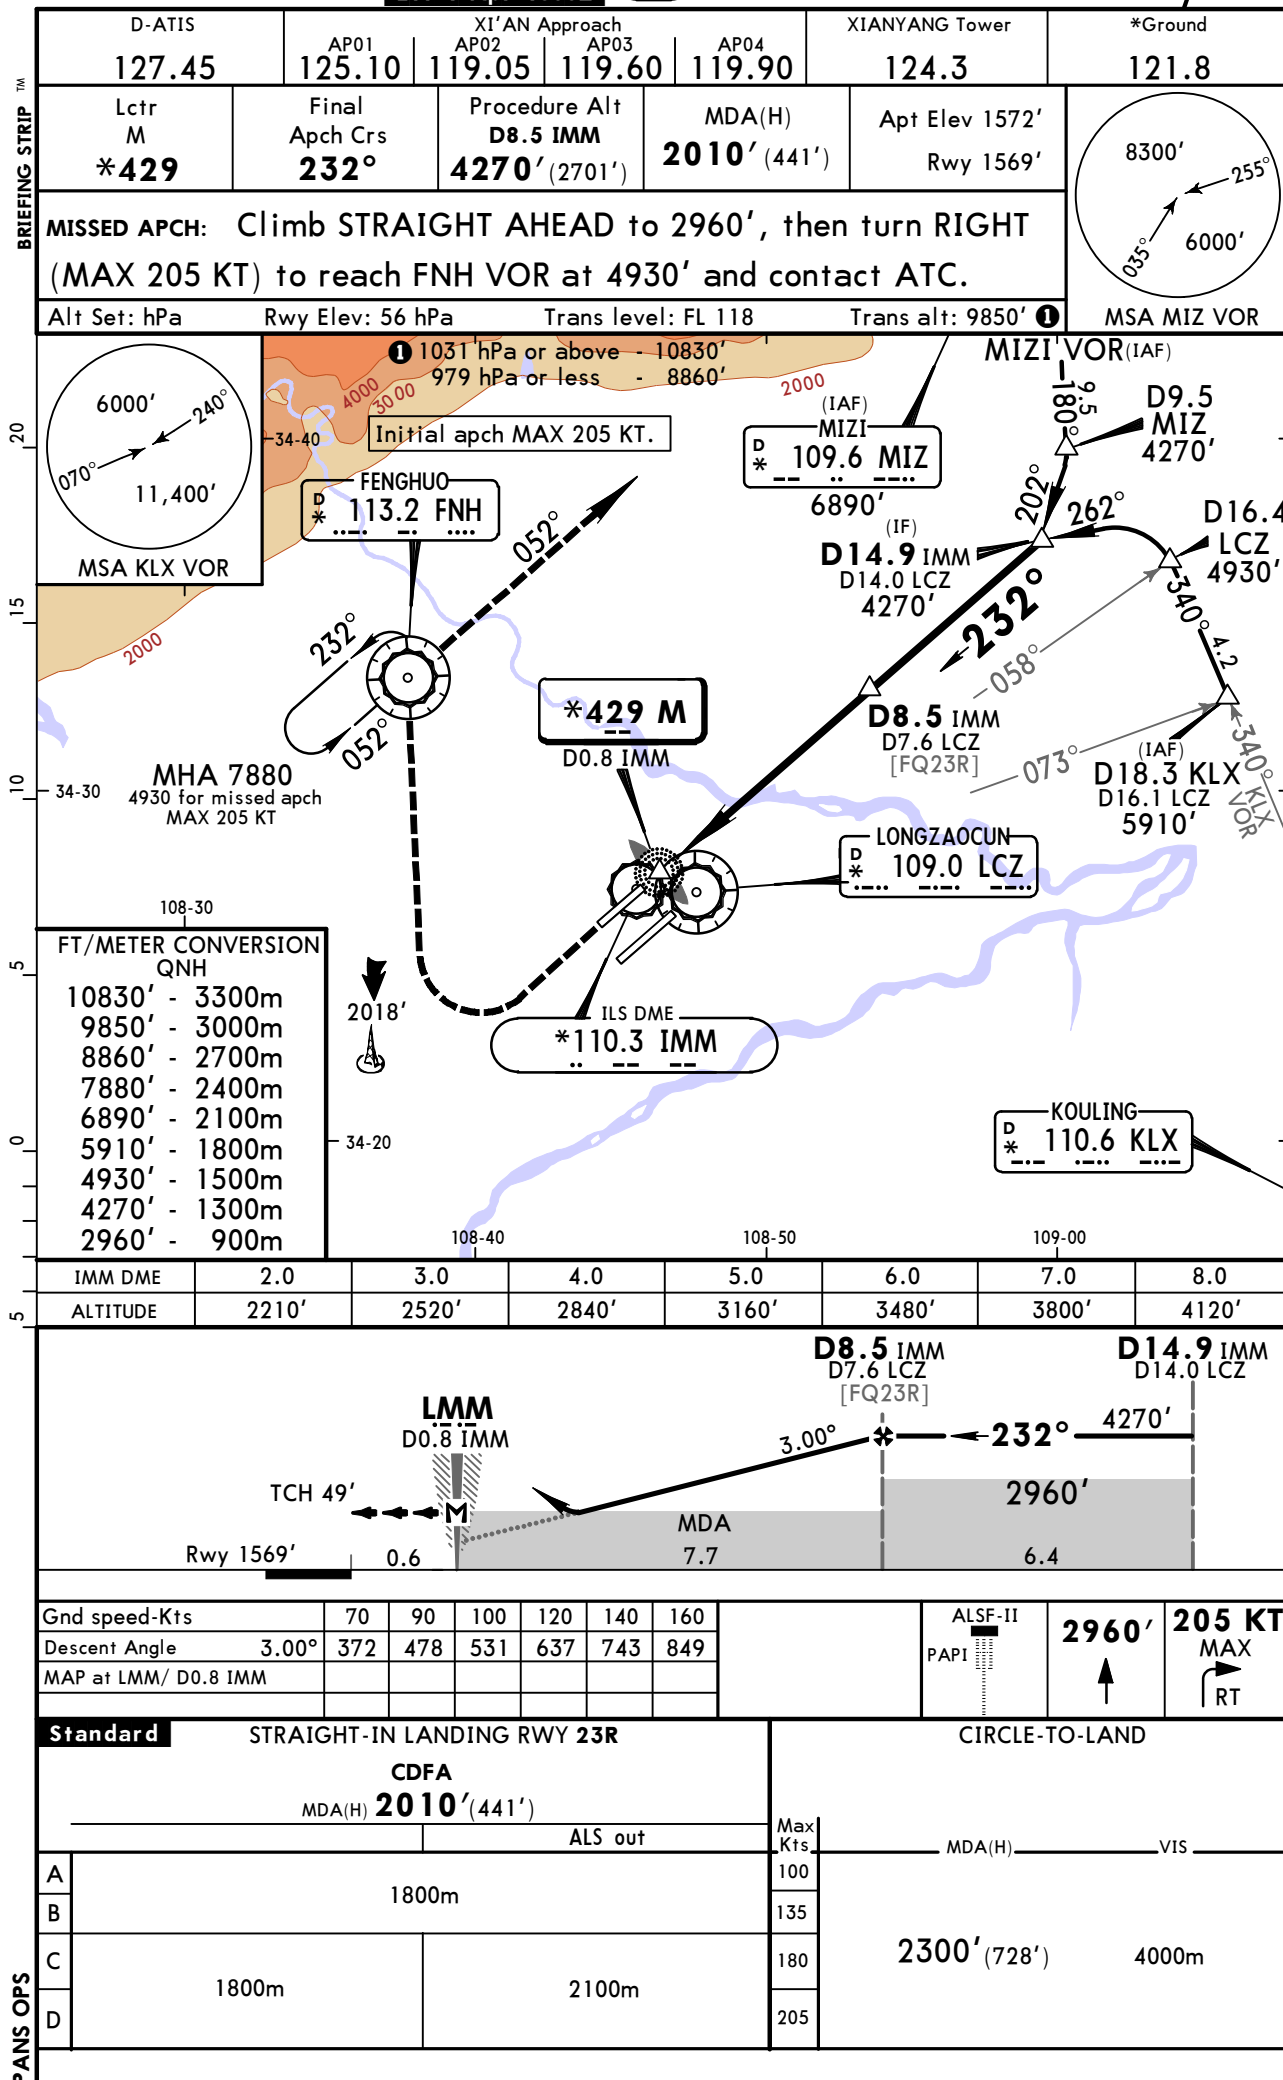 D-ATIS
127.45
XI'AN Approach
AP01 AP02 AP03 AP04
125.10 119.05 119.60 119.90
XIANYANG Tower
124.3
*Ground
121.8
BRIEFING STRIP TM
Lctr
M
*429
Final
Apch Crs
232°
Procedure Alt
D8.5 IMM
4270' (2701')
MDA(H)
2010' (441')
Apt Elev 1572'
Rwy 1569'
MISSED APCH: Climb STRAIGHT AHEAD to 2960', then turn RIGHT
(MAX 205 KT) to reach FNH VOR at 4930' and contact ATC.
Alt Set: hPa Rwy Elev: 56 hPa Trans level: FL 118 Trans alt: 9850' 1
8300'
255°
6000'
035°
MSA MIZ VOR
6000'
240°
070°
11,400'
MSA KLX VOR
1 1031 hPa or above - 10830'
979 hPa or less - 8860'
4000
3000
2000
2000
34-40
Initial apch MAX 205 KT.
FENGHUO
D
* 113.2 FNH
052°
232°
052°
MHA 7880
4930 for missed apch
MAX 205 KT
(IAF)
MIZI
D
* 109.6 MIZ
6890'
MIZI VOR (IAF)
9.5
180°
D9.5
MIZ
4270'
202°
262°
(IF)
D14.9 IMM
D14.0 LCZ
4270'
232°
D16.4
LCZ
4930'
340°
4.2
058°
073°
D8.5 IMM
D7.6 LCZ
[FQ23R]
(IAF)
D18.3 KLX
D16.1 LCZ
5910'
340°
KLX
VOR
*429 M
D0.8 IMM
LONGZAOCUN
D
* 109.0 LCZ
ILS DME
*110.3 IMM
KOULING
D
* 110.6 KLX
2018'
34-30
34-20
108-30
108-40
108-50
109-00
20
15
10
5
0
5
FT/METER CONVERSION
QNH
10830' - 3300m
9850' - 3000m
8860' - 2700m
7880' - 2400m
6890' - 2100m
5910' - 1800m
4930' - 1500m
4270' - 1300m
2960' - 900m
IMM DME 2.0 3.0 4.0 5.0 6.0 7.0 8.0
ALTITUDE 2210' 2520' 2840' 3160' 3480' 3800' 4120'
D8.5 IMM
D7.6 LCZ
[FQ23R]
D14.9 IMM
D14.0 LCZ
LMM
D0.8 IMM
3.00°
232°
4270'
TCH 49'
M
2960'
MDA
Rwy 1569'
0.6
7.7
6.4
Gnd speed-Kts 70 90 100 120 140 160
Descent Angle 3.00° 372 478 531 637 743 849
MAP at LMM/ D0.8 IMM
ALSF-II
PAPI
2960'
205 KT
MAX
RT
Standard
STRAIGHT-IN LANDING RWY 23R
CDFA
MDA(H) 2010' (441')
ALS out
A
B
C
D
1800m
1800m
2100m
CIRCLE-TO-LAND
Max
Kts
MDA(H)
VIS
100
135
180
205
2300' (728')
4000m
PANS OPS